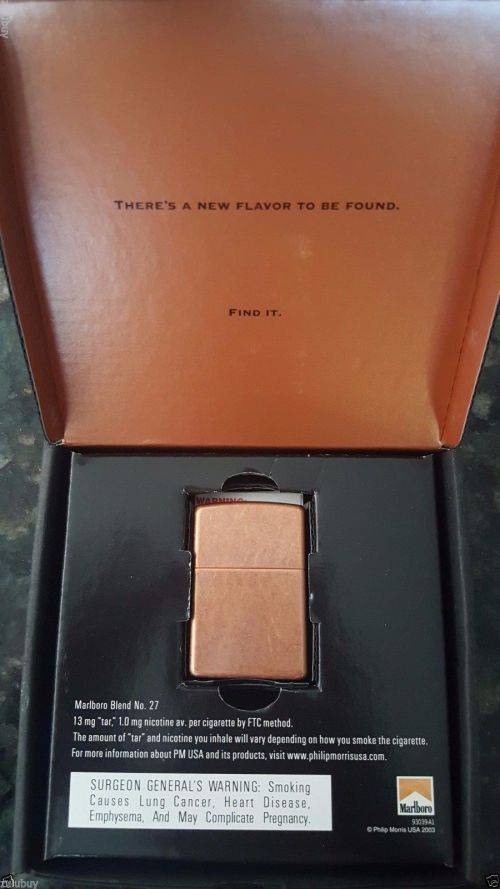 THERE'S A NEW FLAVOR TO BE FOUND.
FIND IT.
WARNING:
Marlboro Blend No. 27
13 mg "tar," 1.0 mg nicotine av. per cigarette by FTC method.
The amount of "tar" and nicotine you inhale will vary depending on how you smoke the cigarette.
For more information about PM USA and its products, visit www.philipmorrisusa.com.
SURGEON GENERAL'S WARNING: Smoking
Causes Lung Cancer, Heart Disease,
Emphysema, And May Complicate Pregnancy.
Marlboro
93039A1
© Philip Morris USA 2003